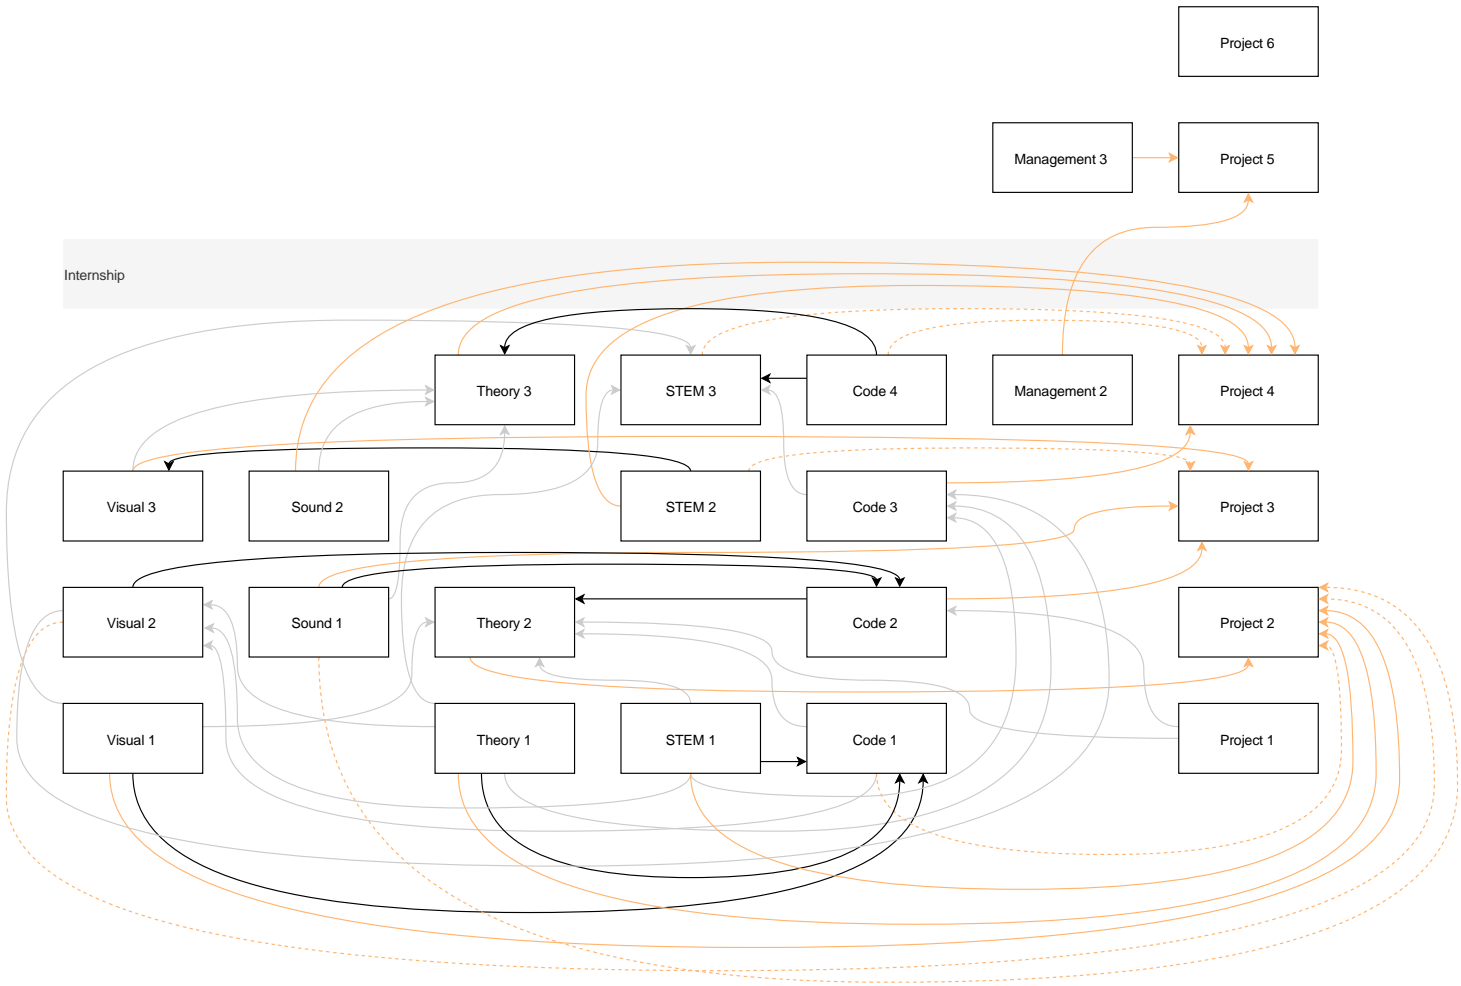 Project 6
Management 3
Project 5
Internship
Theory 3
STEM 3
Code 4
Management 2
Project 4
Visual 3
Sound 2
STEM 2
Code 3
Project 3
Visual 2
Sound 1
Theory 2
Code 2
Project 2
Visual 1
Theory 1
STEM 1
Code 1
Project 1